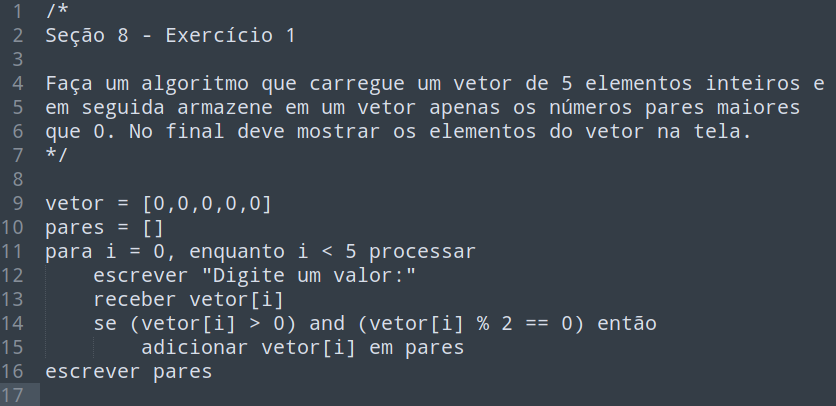 1 /*
2 Seção 8 - Exercício 1
3
4 Faça um algoritmo que carregue um vetor de 5 elementos inteiros e
5 em seguida armazene em um vetor apenas os números pares maiores
6 que 0. No final deve mostrar os elementos do vetor na tela.
7 */
8
9 vetor = [0,0,0,0,0]
10 pares = []
11 para i = 0, enquanto i < 5 processar
12     escrever "Digite um valor:"
13     receber vetor[i]
14     se (vetor[i] > 0) and (vetor[i] % 2 == 0) então
15         adicionar vetor[i] em pares
16 escrever pares
17